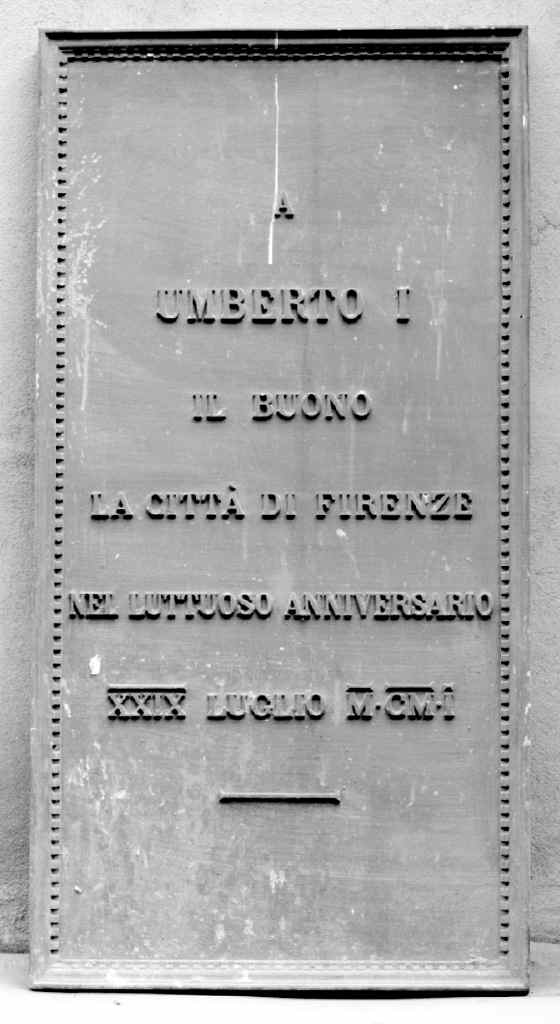 A
UMBERTO I
IL BUONO
LA CITTÀ DI FIRENZE
NEL LUTTUOSO ANNIVERSARIO
XXIX LUGLIO M·CM·I